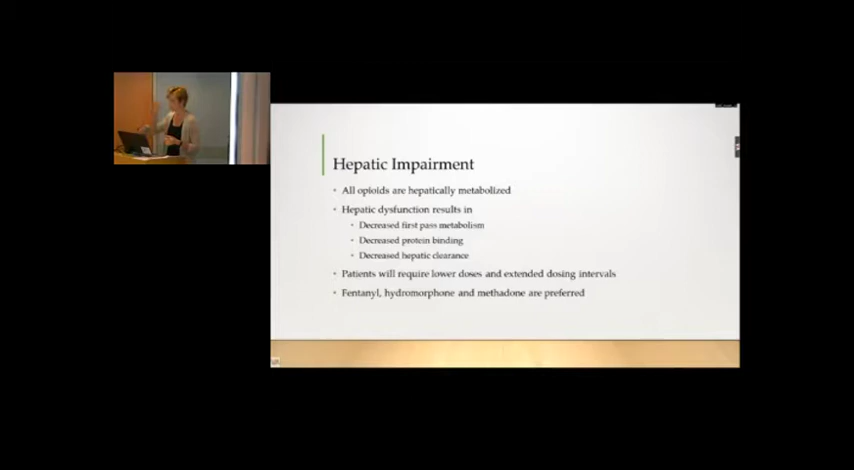 Hepatic Impairment
• All opioids are hepatically metabolized
• Hepatic dysfunction results in
• Decreased first pass metabolism
• Decreased protein binding
• Decreased hepatic clearance
• Patients will require lower doses and extended dosing intervals
• Fentanyl, hydromorphone and methadone are preferred